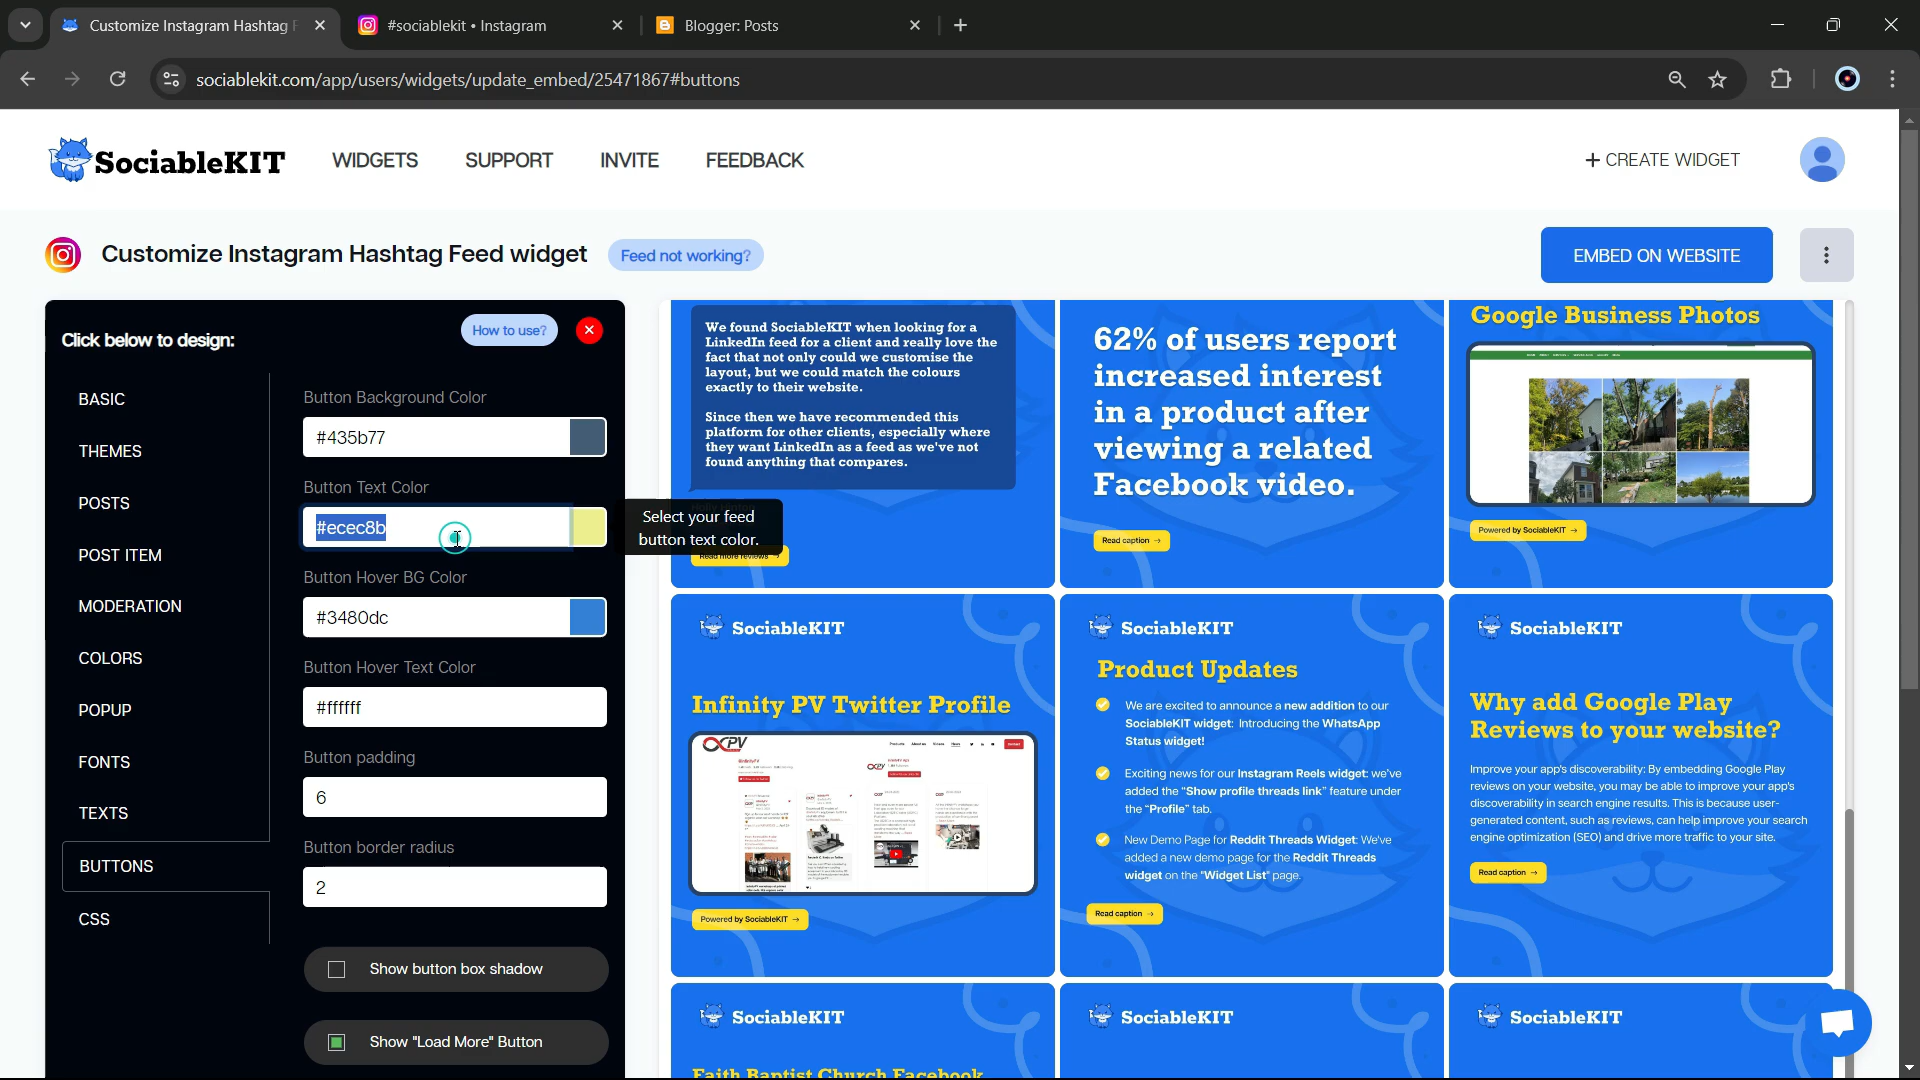 Customize Instagram Hashtag F
#sociablekit • Instagram
Blogger: Posts
sociablekit.com/app/users/widgets/update_embed/25471867#buttons
SociableKIT
WIDGETS
SUPPORT
INVITE
FEEDBACK
+ CREATE WIDGET
Customize Instagram Hashtag Feed widget
Feed not working?
EMBED ON WEBSITE
Click below to design:
How to use?
BASIC
THEMES
POSTS
POST ITEM
MODERATION
COLORS
POPUP
FONTS
TEXTS
BUTTONS
CSS
Button Background Color
#435b77
Button Text Color
#ecec8b
Button Hover BG Color
#3480dc
Button Hover Text Color
#ffffff
Button padding
6
Button border radius
2
Show button box shadow
Show "Load More" Button
Select your feed
button text color.
We found SociableKIT when looking for a
LinkedIn feed for a client and really love the
fact that not only could we customise the
layout, but we could match the colours
exactly to their website.
Since then we have recommended this
platform for other clients, especially where
they want LinkedIn as a feed as we've not
found anything that compares.
Read more reviews →
62% of users report
increased interest
in a product after
viewing a related
Facebook video.
Read caption →
Google Business Photos
Powered by SociableKIT →
SociableKIT
Infinity PV Twitter Profile
Powered by SociableKIT →
SociableKIT
Product Updates
We are excited to announce a new addition to our
SociableKIT widget: Introducing the WhatsApp
Status widget!
Exciting news for our Instagram Reels widget: we've
added the "Show profile threads link" feature under
the "Profile" tab.
New Demo Page for Reddit Threads Widget: We've
added a new demo page for the Reddit Threads
widget on the "Widget List" page.
Read caption →
SociableKIT
Why add Google Play
Reviews to your website?
Improve your app's discoverability: By embedding Google Play
reviews on your website, you may be able to improve your app's
discoverability in search engine results. This is because user-
generated content, such as reviews, can help improve your search
engine optimization (SEO) and drive more traffic to your site.
Read caption →
SociableKIT
Faith Baptist Church Facebook
SociableKIT
SociableKIT